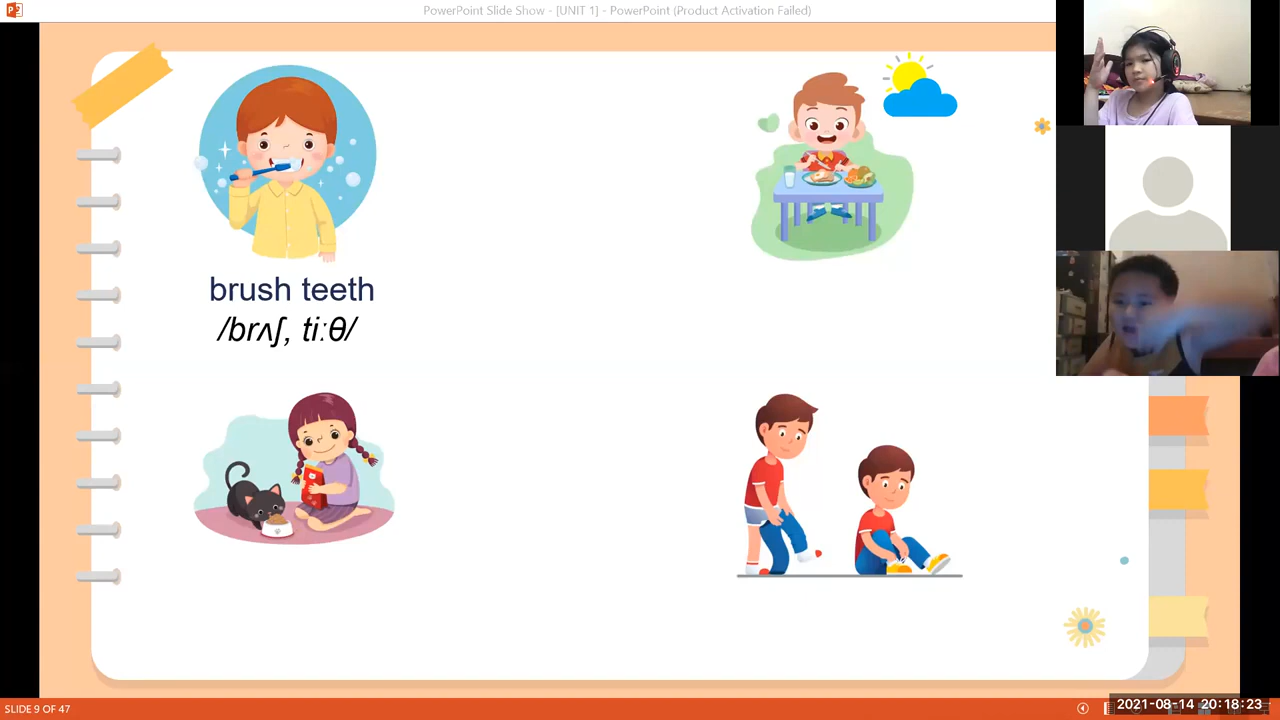 PowerPoint Slide Show - [UNIT 1] - PowerPoint (Product Activation Failed)
brush teeth
/brʌʃ, tiːθ/
SLIDE 9 OF 47
2021-08-14 20:18:23